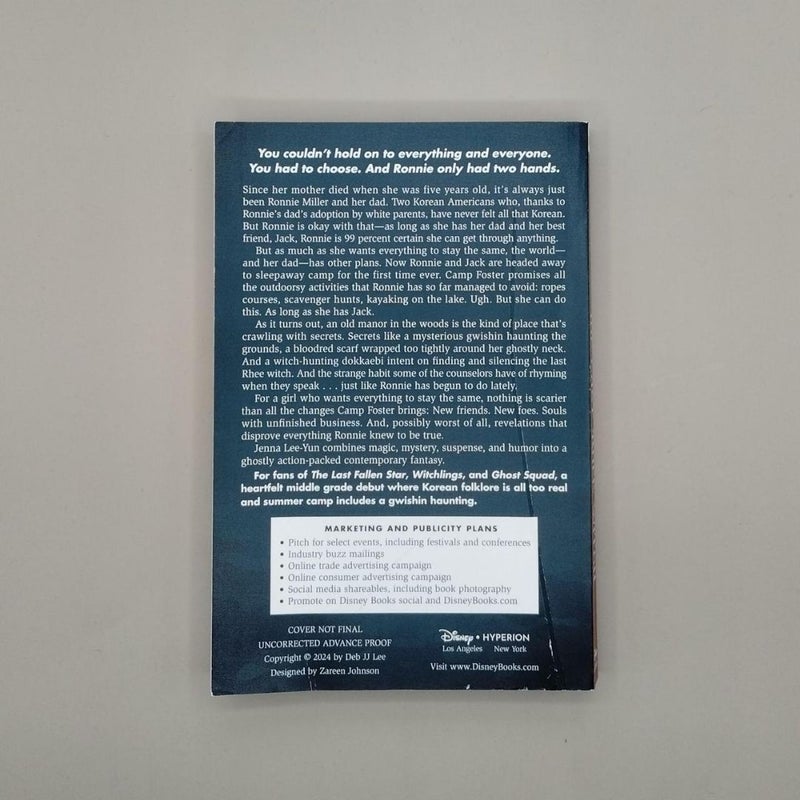 You couldn't hold on to everything and everyone.
You had to choose. And Ronnie only had two hands.
Since her mother died when she was five years old, it's always just
been Ronnie Miller and her dad. Two Korean Americans who, thanks to
Ronnie's dad's adoption by white parents, have never felt all that Korean.
But Ronnie is okay with that—as long as she has her dad and her best
friend, Jack, Ronnie is 99 percent certain she can get through anything.
But as much as she wants everything to stay the same, the world—
and her dad—has other plans. Now Ronnie and Jack are headed away
to sleepaway camp for the first time ever. Camp Foster promises all
the outdoorsy activities that Ronnie has so far managed to avoid: ropes
courses, scavenger hunts, kayaking on the lake. Ugh. But she can do
this. As long as she has Jack.
As it turns out, an old manor in the woods is the kind of place that's
crawling with secrets. Secrets like a mysterious gwishin haunting the
grounds, a bloodred scarf wrapped too tightly around her ghostly neck.
And a witch-hunting dokkaebi intent on finding and silencing the last
Rhee witch. And the strange habit some of the counselors have of rhyming
when they speak . . . just like Ronnie has begun to do lately.
For a girl who wants everything to stay the same, nothing is scarier
than all the changes Camp Foster brings: New friends. New foes. Souls
with unfinished business. And, possibly worst of all, revelations that
disprove everything Ronnie knew to be true.
Jenna Lee-Yun combines magic, mystery, suspense, and humor into a
ghostly action-packed contemporary fantasy.
For fans of The Last Fallen Star, Witchlings, and Ghost Squad, a
heartfelt middle grade debut where Korean folklore is all too real
and summer camp includes a gwishin haunting.
MARKETING AND PUBLICITY PLANS
• Pitch for select events, including festivals and conferences
• Industry buzz mailings
• Online trade advertising campaign
• Online consumer advertising campaign
• Social media shareables, including book photography
• Promote on Disney Books social and DisneyBooks.com
COVER NOT FINAL
UNCORRECTED ADVANCE PROOF
Copyright © 2024 by Deb JJ Lee
Designed by Zareen Johnson
Disney • HYPERION
Los Angeles New York
Visit www.DisneyBooks.com